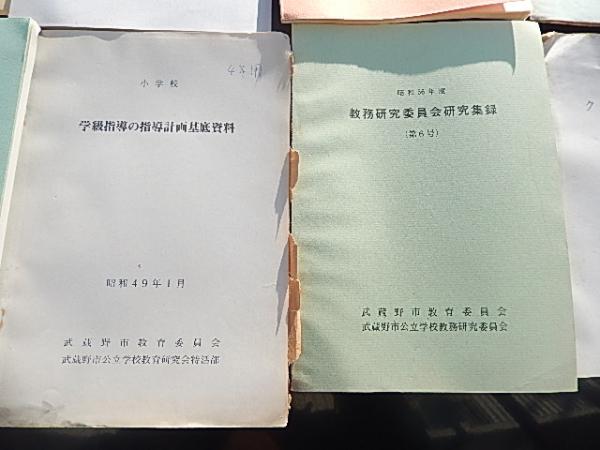 小学校
4年用
学級指導の指導計画基底資料
昭和49年1月
武蔵野市教育委員会
武蔵野市公立学校教育研究会特活部
昭和56年度
教務研究委員会研究集録
(第6号)
武蔵野市教育委員会
武蔵野市公立学校教務研究委員会
ク